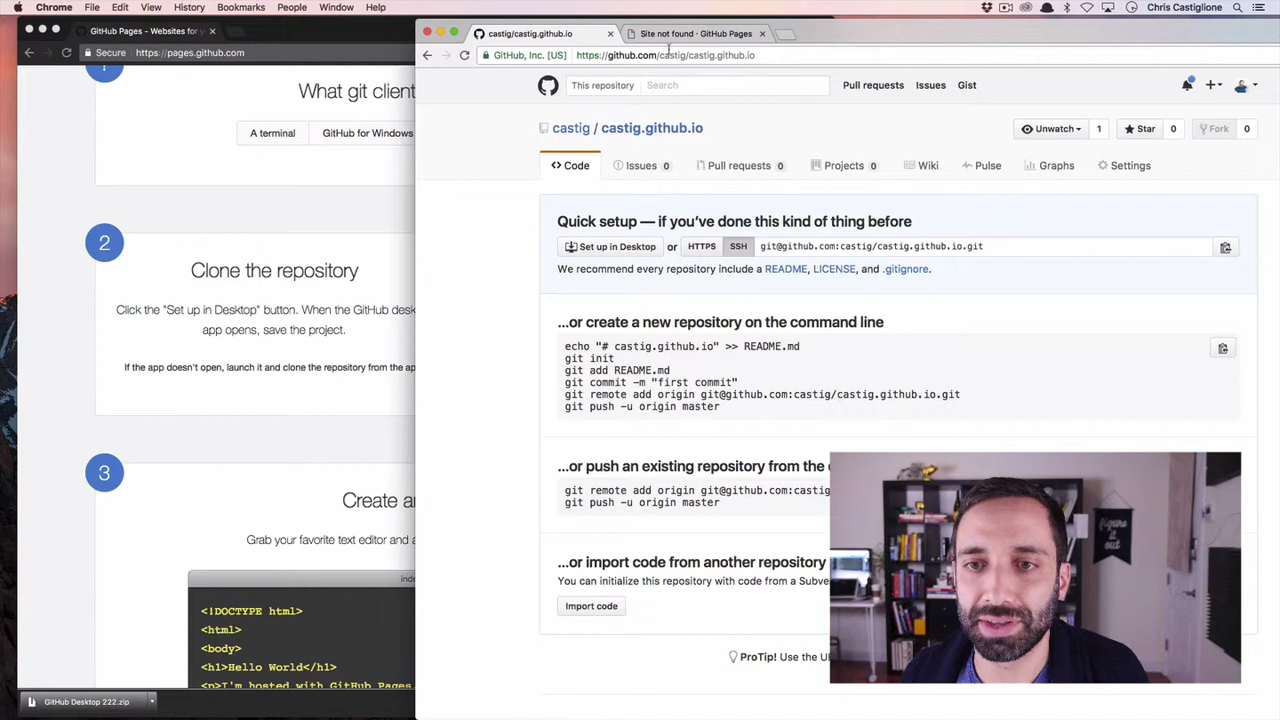 Chrome File Edit View History Bookmarks People Window Help Chris Castiglione
GitHub Pages - Websites for y
Secure https://pages.github.com
1
What git clien
A terminal GitHub for Windows
2
Clone the repository
Click the "Set up in Desktop" button. When the GitHub desk
app opens, save the project.
If the app doesn't open, launch it and clone the repository from the ap
3
Create an
Grab your favorite text editor and a
inde
<!DOCTYPE html>
<html>
<body>
<h1>Hello World</h1>
<p>I'm hosted with GitHub Pages.
GitHub Desktop 222.zip
castig/castig.github.io
Site not found · GitHub Pages
GitHub, Inc. [US] https://github.com/castig/castig.github.io
This repository Search Pull requests Issues Gist
castig / castig.github.io
Unwatch 1 Star 0 Fork 0
Code Issues 0 Pull requests 0 Projects 0 Wiki Pulse Graphs Settings
Quick setup — if you've done this kind of thing before
Set up in Desktop or HTTPS SSH git@github.com:castig/castig.github.io.git
We recommend every repository include a README, LICENSE, and .gitignore.
…or create a new repository on the command line
echo "# castig.github.io" >> README.md
git init
git add README.md
git commit -m "first commit"
git remote add origin git@github.com:castig/castig.github.io.git
git push -u origin master
…or push an existing repository from the
git remote add origin git@github.com:castig
git push -u origin master
…or import code from another repository
You can initialize this repository with code from a Subve
Import code
ProTip! Use the
figure
it
out